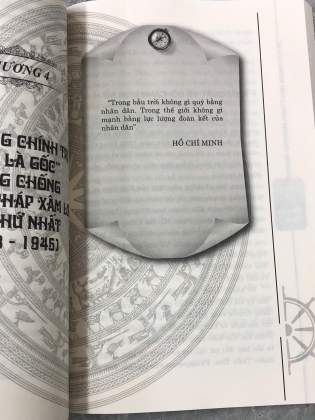 ƯƠNG 4
G CHÍNH TR
LÀ GỐC"
G CHỐNG
HÁP XÂM L
HỨ NHẤT
- 1945)
"Trong bầu trời không gì quý bằng
nhân dân. Trong thế giới không gì
mạnh bằng lực lượng đoàn kết của
nhân dân"
HỒ CHÍ MINH